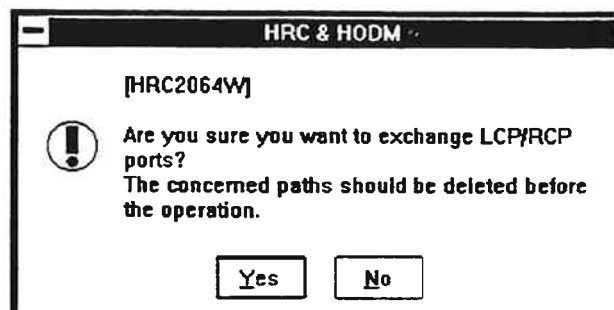 HRC & HODM
[HRC2064W]
Are you sure you want to exchange LCP/RCP
ports?
The concerned paths should be deleted before
the operation.
Yes
No